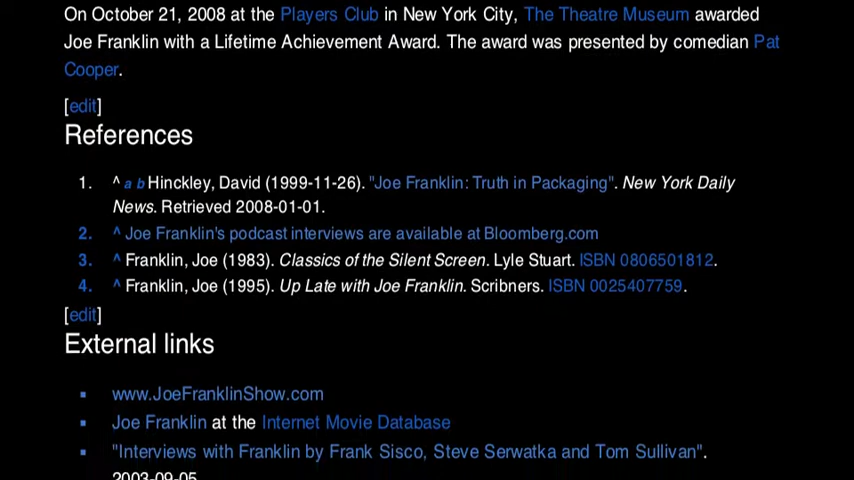 On October 21, 2008 at the Players Club in New York City, The Theatre Museum awarded
Joe Franklin with a Lifetime Achievement Award. The award was presented by comedian Pat
Cooper.
[edit]
References
1. ^ a b Hinckley, David (1999-11-26). "Joe Franklin: Truth in Packaging". New York Daily
News. Retrieved 2008-01-01.
2. ^ Joe Franklin's podcast interviews are available at Bloomberg.com
3. ^ Franklin, Joe (1983). Classics of the Silent Screen. Lyle Stuart. ISBN 0806501812.
4. ^ Franklin, Joe (1995). Up Late with Joe Franklin. Scribners. ISBN 0025407759.
[edit]
External links
▪ www.JoeFranklinShow.com
▪ Joe Franklin at the Internet Movie Database
▪ "Interviews with Franklin by Frank Sisco, Steve Serwatka and Tom Sullivan".
2003-09-05